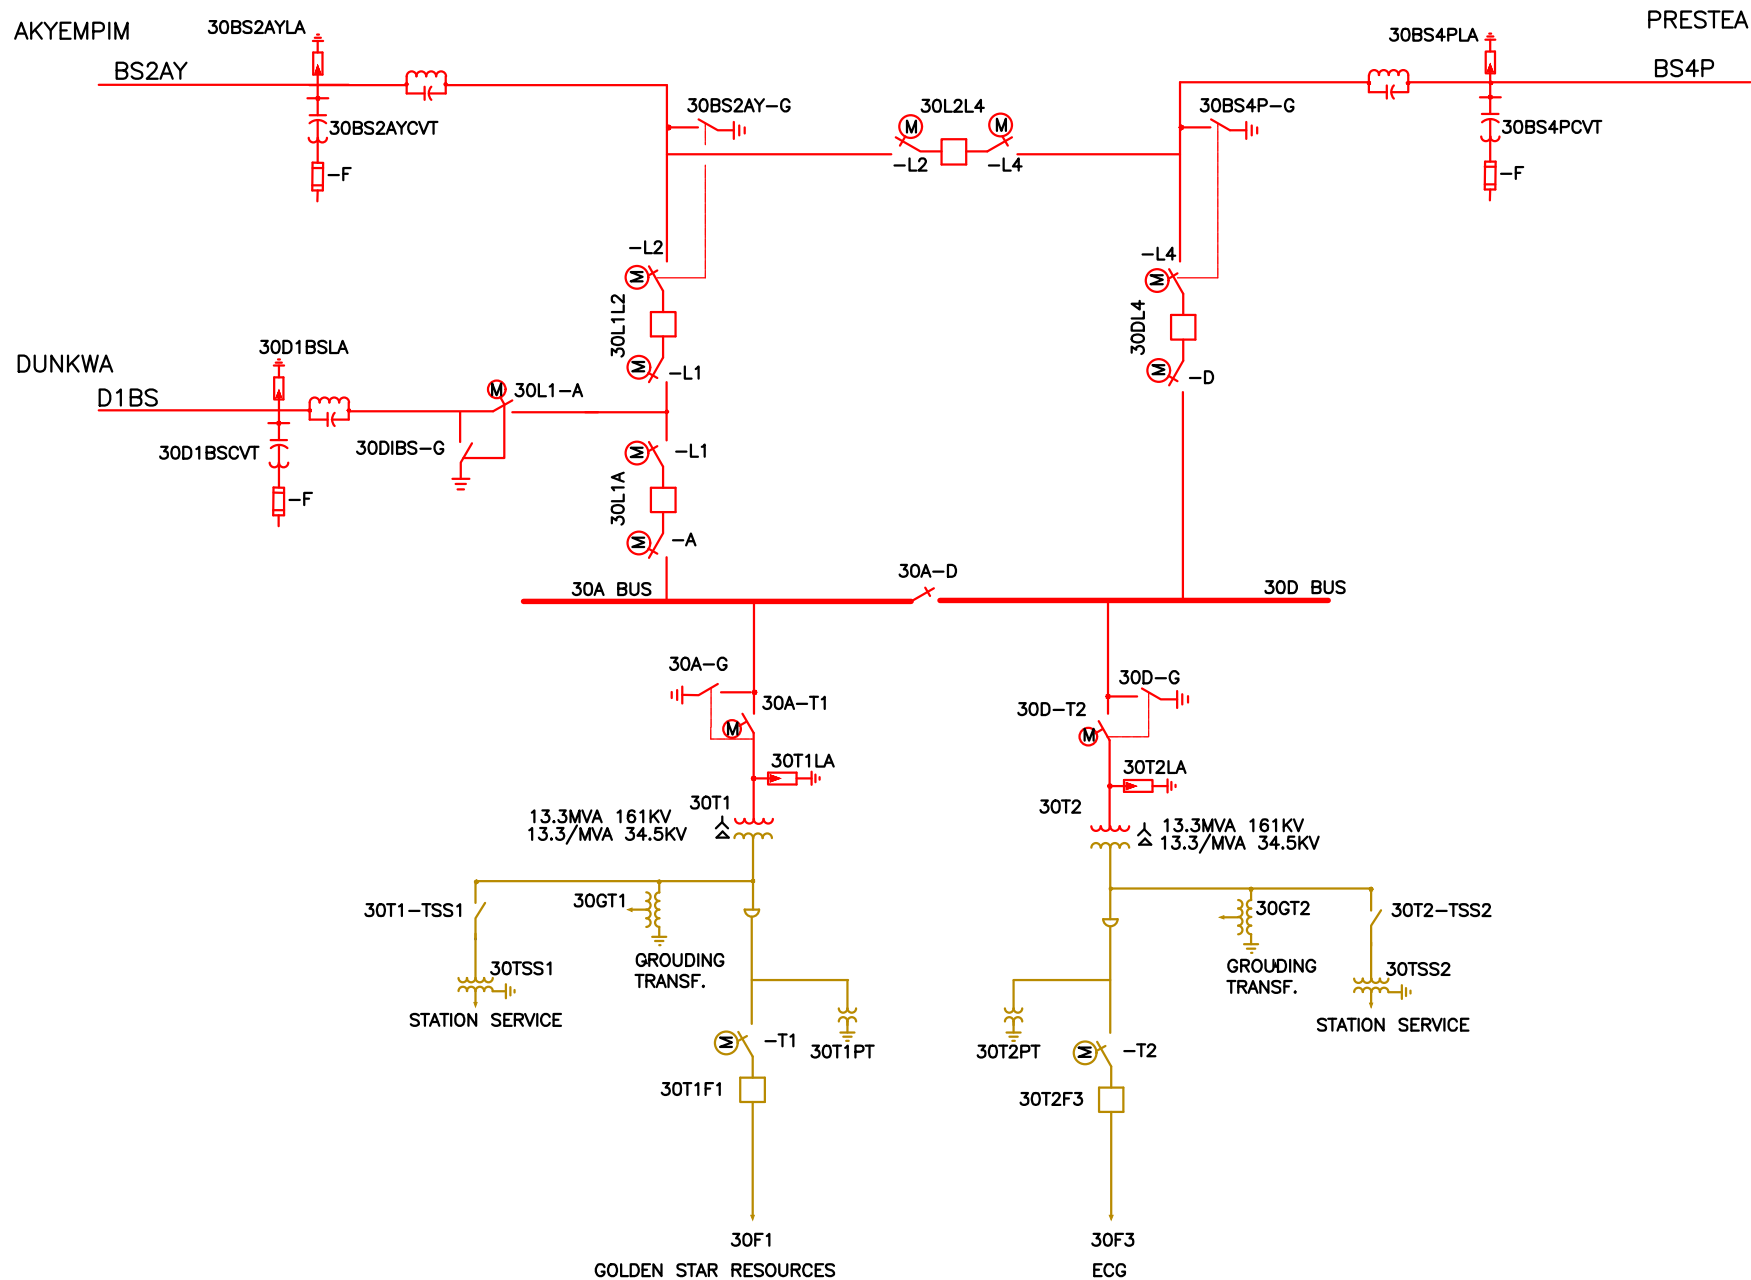 AKYEMPIM
30BS2AYLA
PRESTEA
30BS4PLA
BS2AY
BS4P
30BS2AYCVT
-F
30BS2AY-G
30L2L4
M
M
-L2
-L4
30BS4P-G
30BS4PCVT
-F
-L2
M
30L1L2
M
-L1
-L4
M
30DL4
M
-D
DUNKWA
30D1BSLA
D1BS
M
30L1-A
30D1BSCVT
-F
30DIBS-G
M
-L1
30L1A
M
-A
30A BUS
30A-D
30D BUS
30A-G
30A-T1
M
30T1LA
30D-G
30D-T2
M
30T2LA
30T1
13.3MVA 161KV
13.3/MVA 34.5KV
30T2
13.3MVA 161KV
13.3/MVA 34.5KV
30T1-TSS1
30GT1
GROUDING
TRANSF.
30TSS1
STATION SERVICE
30GT2
GROUDING
TRANSF.
30T2-TSS2
30TSS2
STATION SERVICE
M
-T1
30T1PT
30T1F1
30T2PT
M
-T2
30T2F3
30F1
GOLDEN STAR RESOURCES
30F3
ECG